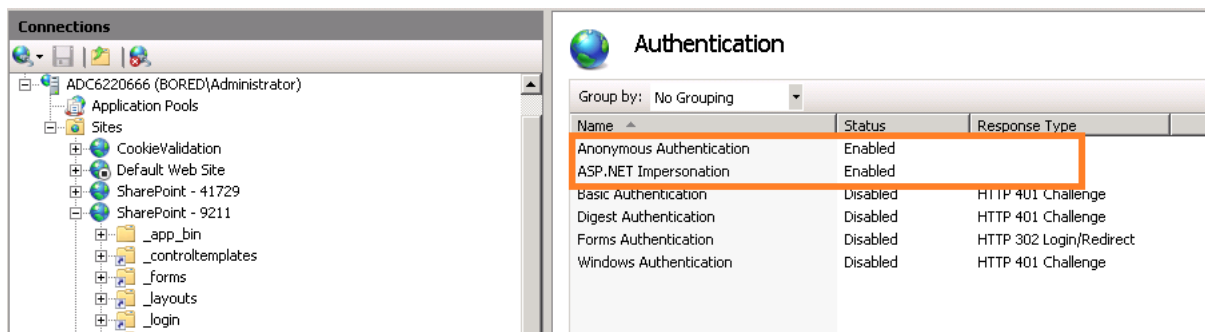 Connections
ADC6220666 (BORED\Administrator)
Application Pools
Sites
CookieValidation
Default Web Site
SharePoint - 41729
SharePoint - 9211
_app_bin
_controltemplates
_forms
_layouts
_login
Authentication
Group by: No Grouping
Name Status Response Type
Anonymous Authentication Enabled
ASP.NET Impersonation Enabled
Basic Authentication Disabled HTTP 401 Challenge
Digest Authentication Disabled HTTP 401 Challenge
Forms Authentication Disabled HTTP 302 Login/Redirect
Windows Authentication Disabled HTTP 401 Challenge